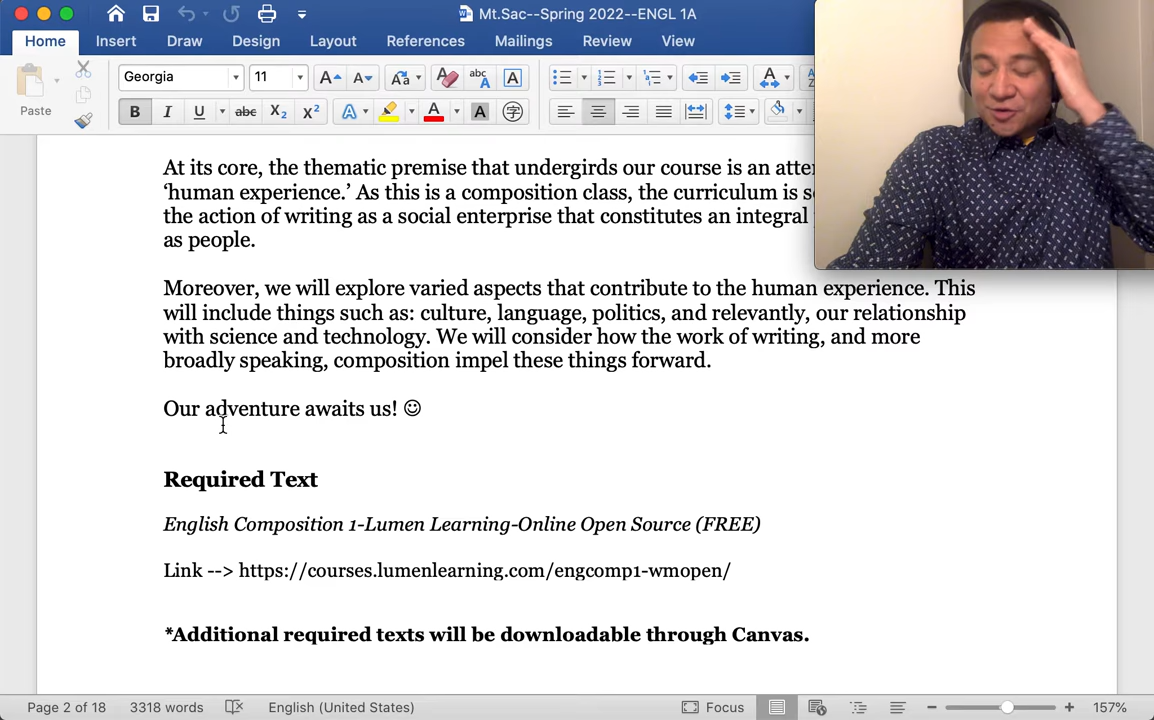 Mt.Sac--Spring 2022--ENGL 1A
Home Insert Draw Design Layout References Mailings Review View
Paste Georgia 11
At its core, the thematic premise that undergirds our course is an
‘human experience.’ As this is a composition class, the curriculum is
the action of writing as a social enterprise that constitutes an integral
as people.
Moreover, we will explore varied aspects that contribute to the human experience. This
will include things such as: culture, language, politics, and relevantly, our relationship
with science and technology. We will consider how the work of writing, and more
broadly speaking, composition impel these things forward.
Our adventure awaits us! ☺
Required Text
English Composition 1-Lumen Learning-Online Open Source (FREE)
Link --> https://courses.lumenlearning.com/engcomp1-wmopen/
*Additional required texts will be downloadable through Canvas.
Page 2 of 18 3318 words English (United States) Focus 157%